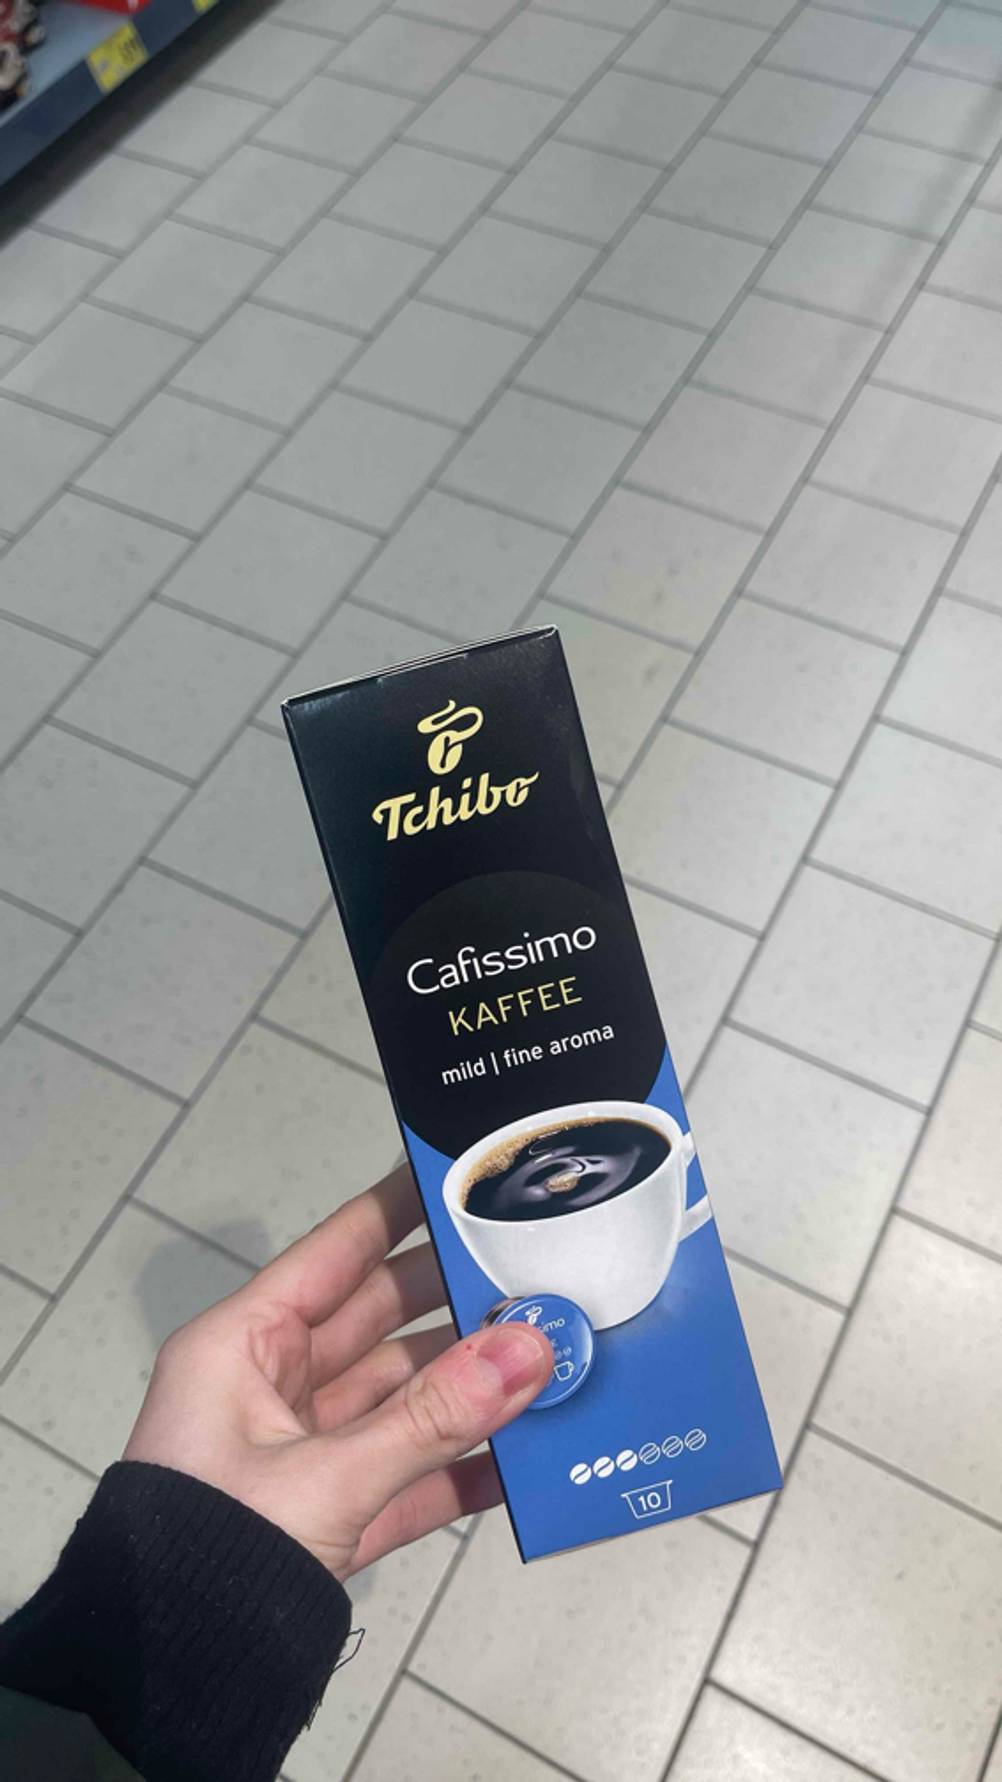 Tchibo
Cafissimo
KAFFEE
mild | fine aroma
10